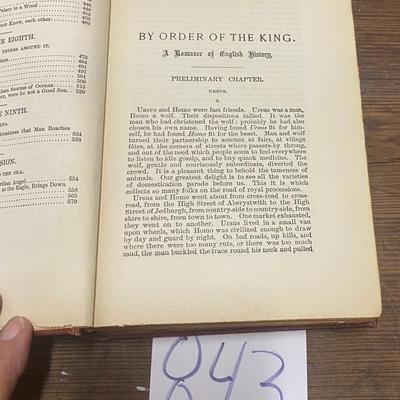 Palace to a Wood
not Know, each other.
THE EIGHTH.
THINGS AROUND IT.
Storms of Oceans
were he not a Good Son
THE NINTH.
Greatness that Man Reaches
SION.
THE SEA.
Guardian Angel
at the Eagle, Brings Down
BY ORDER OF THE KING.
A Romance of English History.
PRELIMINARY CHAPTER.
URSUS.
I.
URSUS and Homo were fast friends. Ursus was a man,
Homo a wolf. Their dispositions tallied. It was the
man who had christened the wolf: probably he had also
chosen his own name. Having found Ursus fit for him-
self, he had found Homo fit for the beast. Man and wolf
turned their partnership to account at fairs, at village
fêtes, at the corners of streets where passers-by throng,
and out of the need which people seem to feel everywhere
to listen to idle gossip, and to buy quack medicine. The
wolf, gentle and courteously subordinate, diverted the
crowd. It is a pleasant thing to behold the tameness of
animals. Our greatest delight is to see all the varieties
of domestication parade before us. This it is which
collects so many folks on the road of royal processions.
Ursus and Homo went about from cross-road to cross-
road, from the High Street of Aberystwith to the High
Street of Jedburgh, from country-side to country-side, from
shire to shire, from town to town. One market exhausted,
they went on to another. Ursus lived in a small van
upon wheels, which Homo was civilized enough to draw
by day and guard by night. On bad roads, up hills, and
where there were too many ruts, or there was too much
mud, the man buckled the trace round his neck and pulled
843